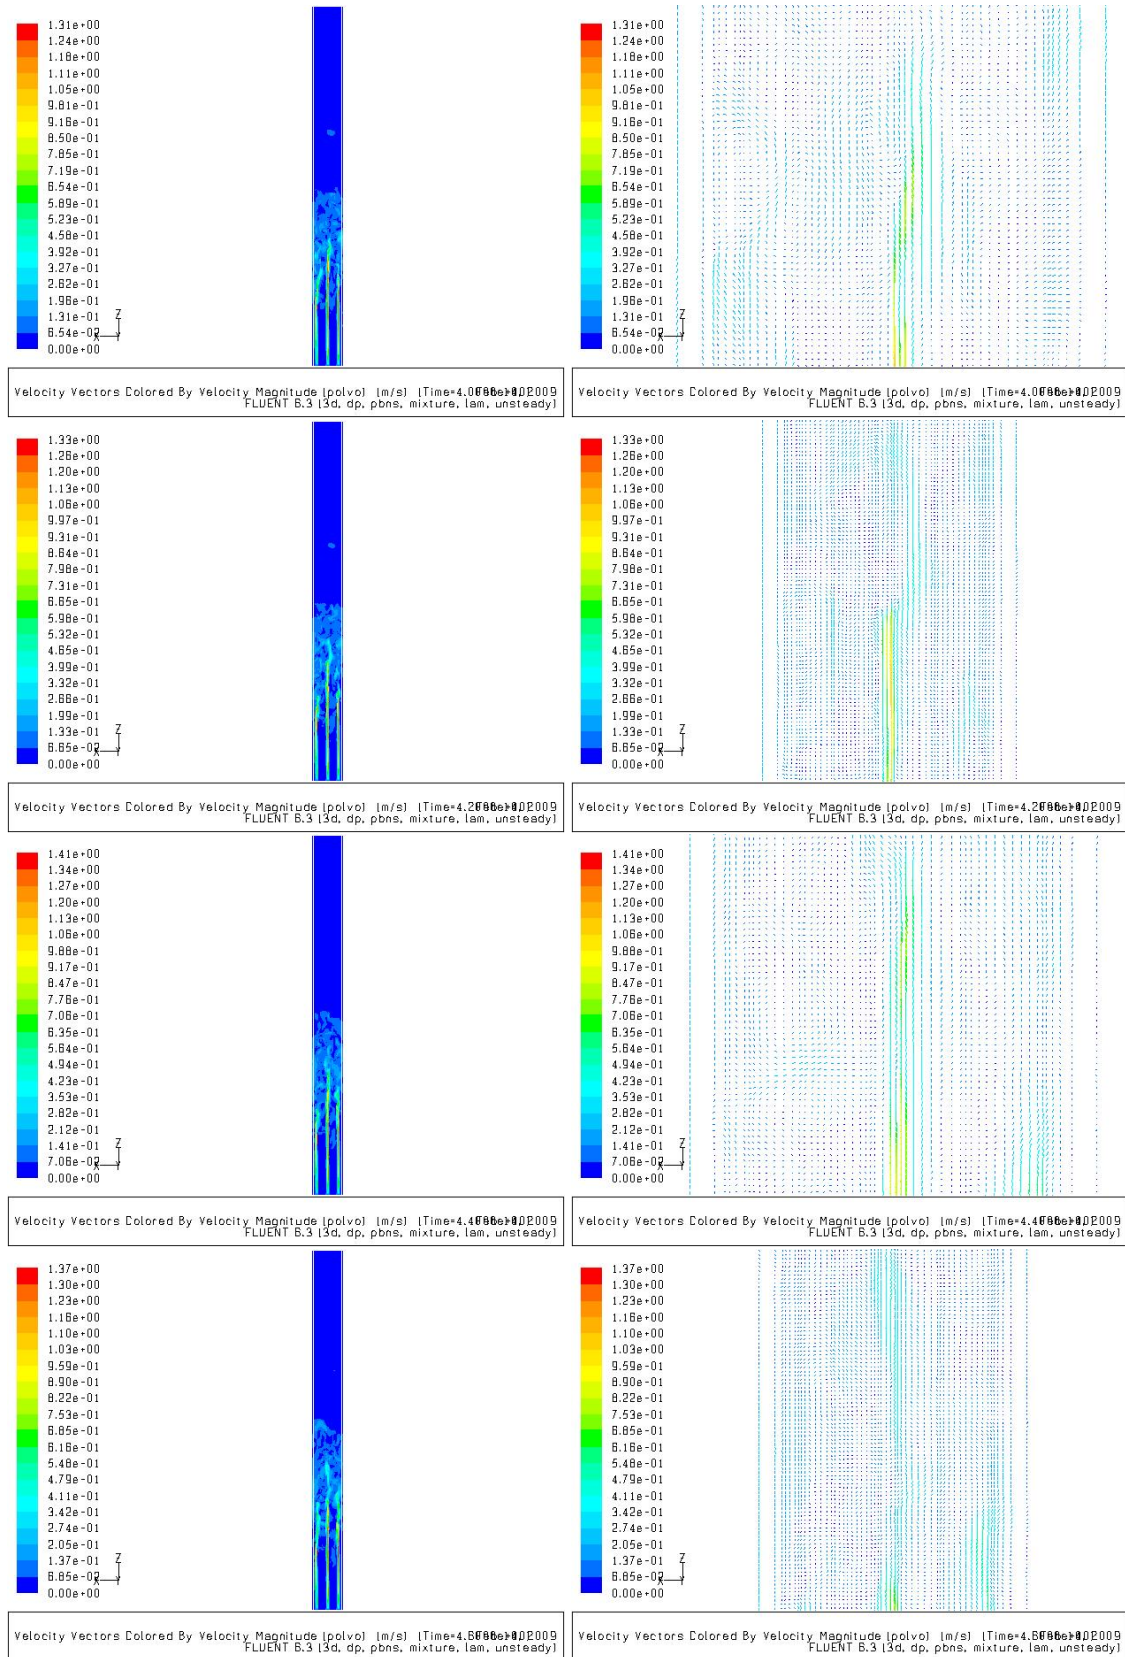 1.31e+00
1.24e+00
1.18e+00
1.11e+00
1.05e+00
9.81e-01
9.16e-01
8.50e-01
7.85e-01
7.19e-01
6.54e-01
5.89e-01
5.23e-01
4.58e-01
3.92e-01
3.27e-01
2.62e-01
1.96e-01
1.31e-01
6.54e-02
0.00e+00
Z
X Y
Velocity Vectors Colored By Velocity Magnitude (polvo) (m/s) 2009
FLUENT 6.3 (3d, dp, pbns, mixture, lam, unsteady)
1.31e+00
1.24e+00
1.18e+00
1.11e+00
1.05e+00
9.81e-01
9.16e-01
8.50e-01
7.85e-01
7.19e-01
6.54e-01
5.89e-01
5.23e-01
4.58e-01
3.92e-01
3.27e-01
2.62e-01
1.96e-01
1.31e-01
6.54e-02
0.00e+00
Z
X Y
Velocity Vectors Colored By Velocity Magnitude (polvo) (m/s) 2009
FLUENT 6.3 (3d, dp, pbns, mixture, lam, unsteady)
1.33e+00
1.26e+00
1.20e+00
1.13e+00
1.06e+00
9.97e-01
9.31e-01
8.64e-01
7.98e-01
7.31e-01
6.65e-01
5.98e-01
5.32e-01
4.65e-01
3.99e-01
3.32e-01
2.66e-01
1.99e-01
1.33e-01
6.65e-02
0.00e+00
Z
X Y
Velocity Vectors Colored By Velocity Magnitude (polvo) (m/s) 2009
FLUENT 6.3 (3d, dp, pbns, mixture, lam, unsteady)
1.33e+00
1.26e+00
1.20e+00
1.13e+00
1.06e+00
9.97e-01
9.31e-01
8.64e-01
7.98e-01
7.31e-01
6.65e-01
5.98e-01
5.32e-01
4.65e-01
3.99e-01
3.32e-01
2.66e-01
1.99e-01
1.33e-01
6.65e-02
0.00e+00
Z
X Y
Velocity Vectors Colored By Velocity Magnitude (polvo) (m/s) 2009
FLUENT 6.3 (3d, dp, pbns, mixture, lam, unsteady)
1.41e+00
1.34e+00
1.27e+00
1.20e+00
1.13e+00
1.06e+00
9.88e-01
9.17e-01
8.47e-01
7.76e-01
7.06e-01
6.35e-01
5.64e-01
4.94e-01
4.23e-01
3.53e-01
2.82e-01
2.12e-01
1.41e-01
7.06e-02
0.00e+00
Z
X Y
Velocity Vectors Colored By Velocity Magnitude (polvo) (m/s) 2009
FLUENT 6.3 (3d, dp, pbns, mixture, lam, unsteady)
1.41e+00
1.34e+00
1.27e+00
1.20e+00
1.13e+00
1.06e+00
9.88e-01
9.17e-01
8.47e-01
7.76e-01
7.06e-01
6.35e-01
5.64e-01
4.94e-01
4.23e-01
3.53e-01
2.82e-01
2.12e-01
1.41e-01
7.06e-02
0.00e+00
Z
X Y
Velocity Vectors Colored By Velocity Magnitude (polvo) (m/s) 2009
FLUENT 6.3 (3d, dp, pbns, mixture, lam, unsteady)
1.37e+00
1.30e+00
1.23e+00
1.16e+00
1.10e+00
1.03e+00
9.59e-01
8.90e-01
8.22e-01
7.53e-01
6.85e-01
6.16e-01
5.48e-01
4.79e-01
4.11e-01
3.42e-01
2.74e-01
2.05e-01
1.37e-01
6.85e-02
0.00e+00
Z
X Y
Velocity Vectors Colored By Velocity Magnitude (polvo) (m/s) 2009
FLUENT 6.3 (3d, dp, pbns, mixture, lam, unsteady)
1.37e+00
1.30e+00
1.23e+00
1.16e+00
1.10e+00
1.03e+00
9.59e-01
8.90e-01
8.22e-01
7.53e-01
6.85e-01
6.16e-01
5.48e-01
4.79e-01
4.11e-01
3.42e-01
2.74e-01
2.05e-01
1.37e-01
6.85e-02
0.00e+00
Z
X Y
Velocity Vectors Colored By Velocity Magnitude (polvo) (m/s) 2009
FLUENT 6.3 (3d, dp, pbns, mixture, lam, unsteady)